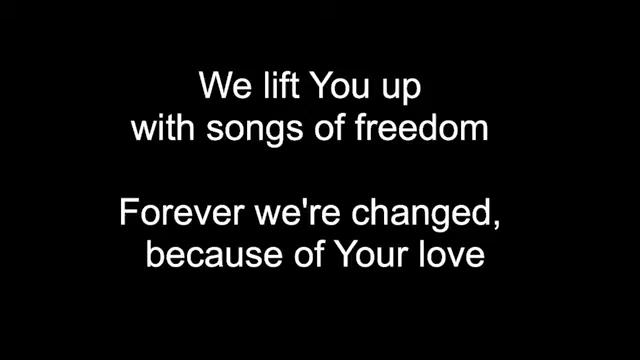 We lift You up
with songs of freedom
Forever we're changed,
because of Your love